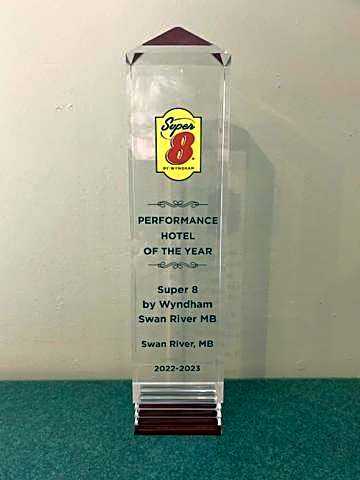 Super
8
BY WYNDHAM
PERFORMANCE
HOTEL
OF THE YEAR
Super 8
by Wyndham
Swan River MB
Swan River, MB
2022-2023